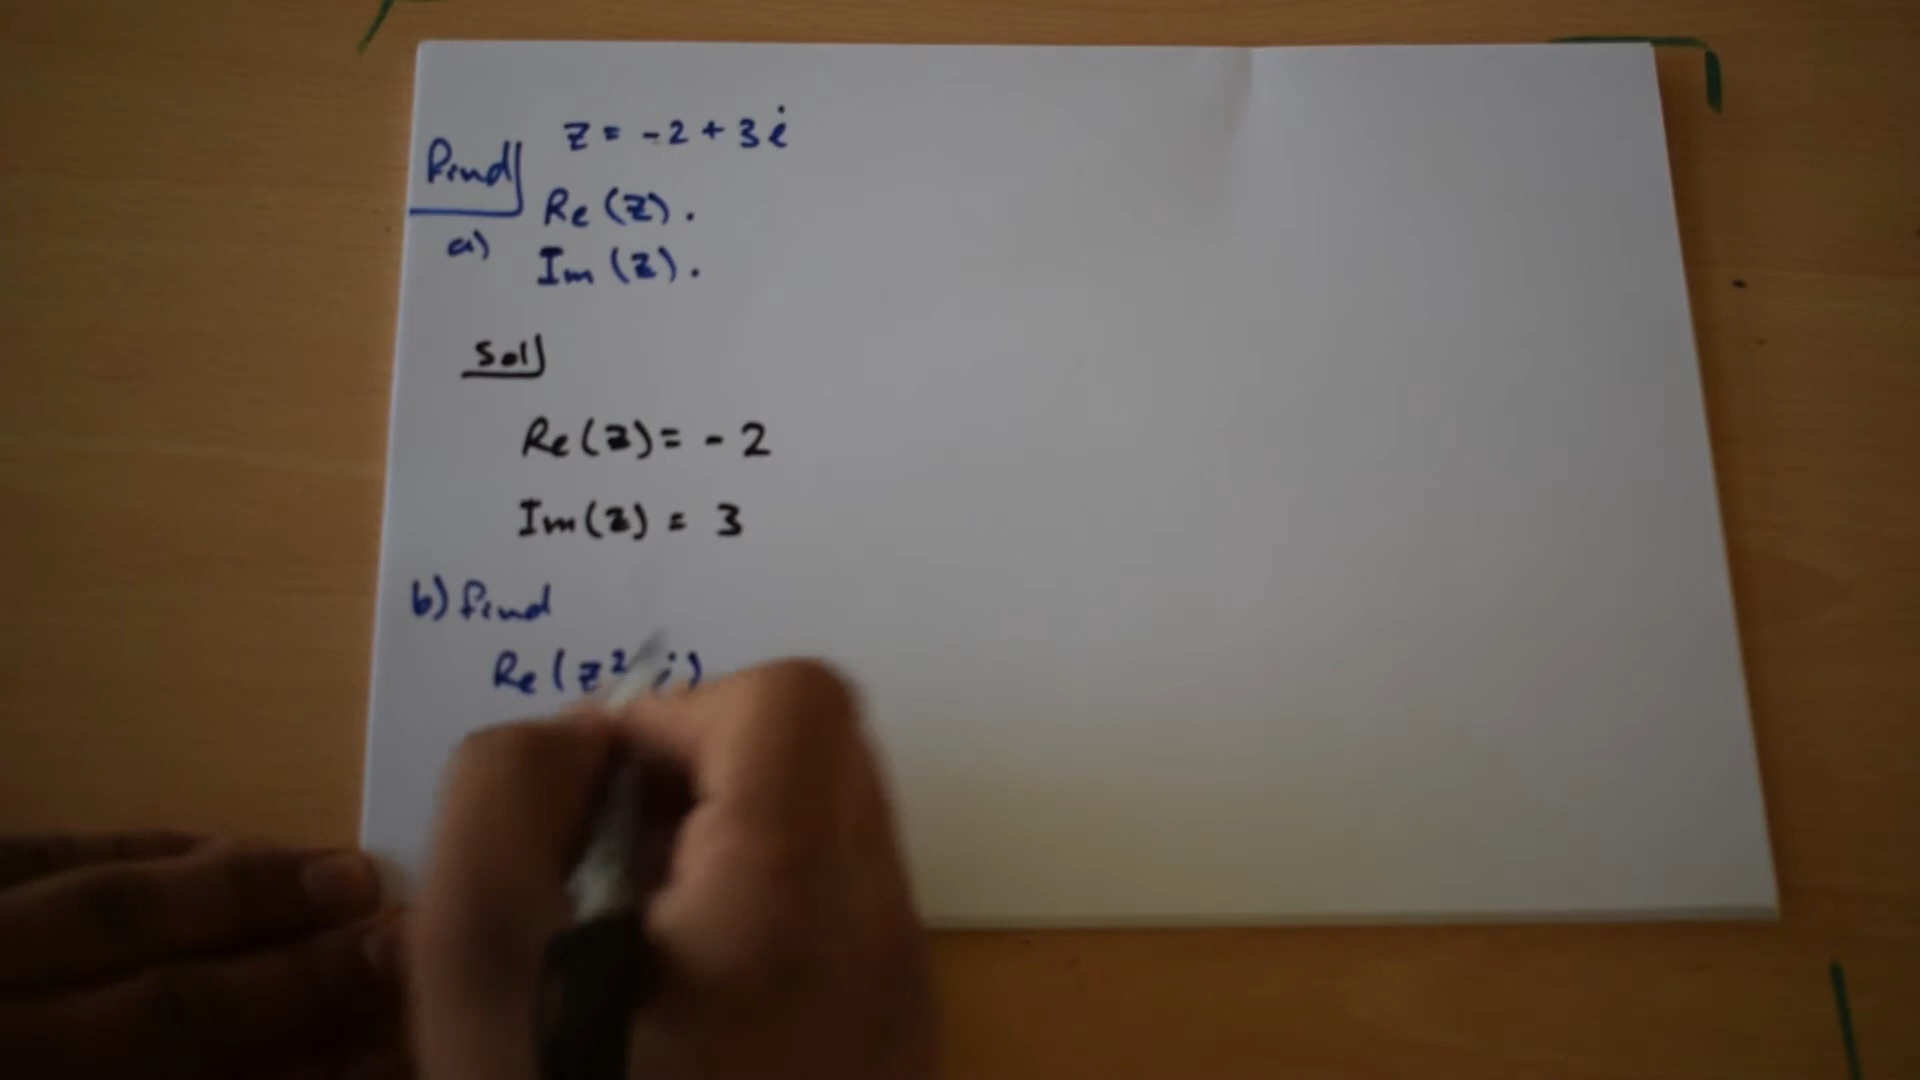 z = -2 + 3i
Find
Re(z).
a)
Im(z).
Sol
Re(z) = -2
Im(z) = 3
b) find
Re(z² i)